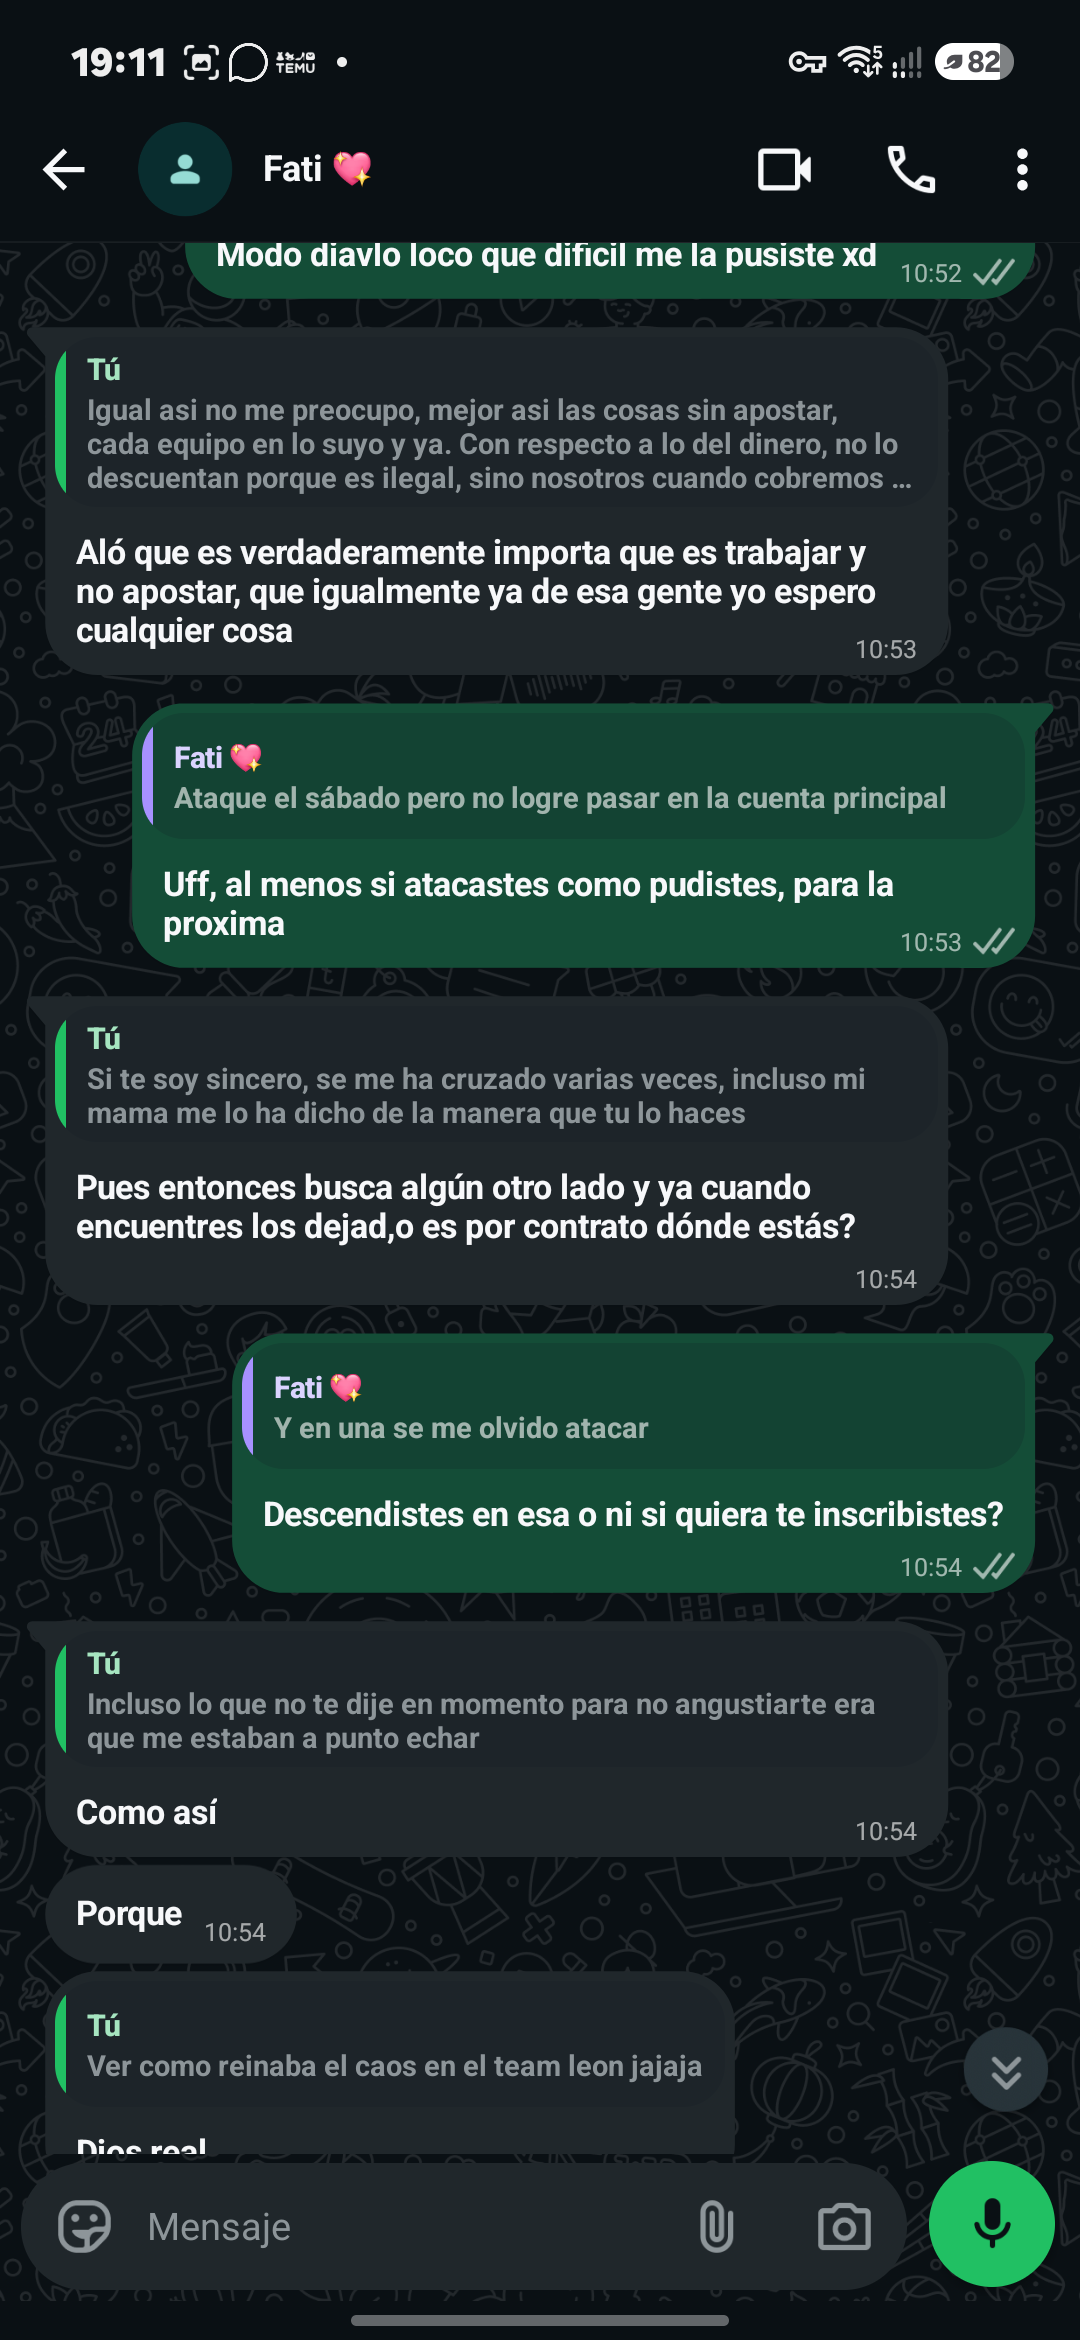 19:11
TEMU
5
82
Fati 💖
Modo diavlo loco que dificil me la pusiste xd
10:52
Tú
Igual asi no me preocupo, mejor asi las cosas sin apostar,
cada equipo en lo suyo y ya. Con respecto a lo del dinero, no lo
descuentan porque es ilegal, sino nosotros cuando cobremos ...
Aló que es verdaderamente importa que es trabajar y
no apostar, que igualmente ya de esa gente yo espero
cualquier cosa
10:53
Fati 💖
Ataque el sábado pero no logre pasar en la cuenta principal
Uff, al menos si atacastes como pudistes, para la
proxima
10:53
Tú
Si te soy sincero, se me ha cruzado varias veces, incluso mi
mama me lo ha dicho de la manera que tu lo haces
Pues entonces busca algún otro lado y ya cuando
encuentres los dejad,o es por contrato dónde estás?
10:54
Fati 💖
Y en una se me olvido atacar
Descendistes en esa o ni si quiera te inscribistes?
10:54
Tú
Incluso lo que no te dije en momento para no angustiarte era
que me estaban a punto echar
Como así
10:54
Porque
10:54
Tú
Ver como reinaba el caos en el team leon jajaja
Dios real
Mensaje